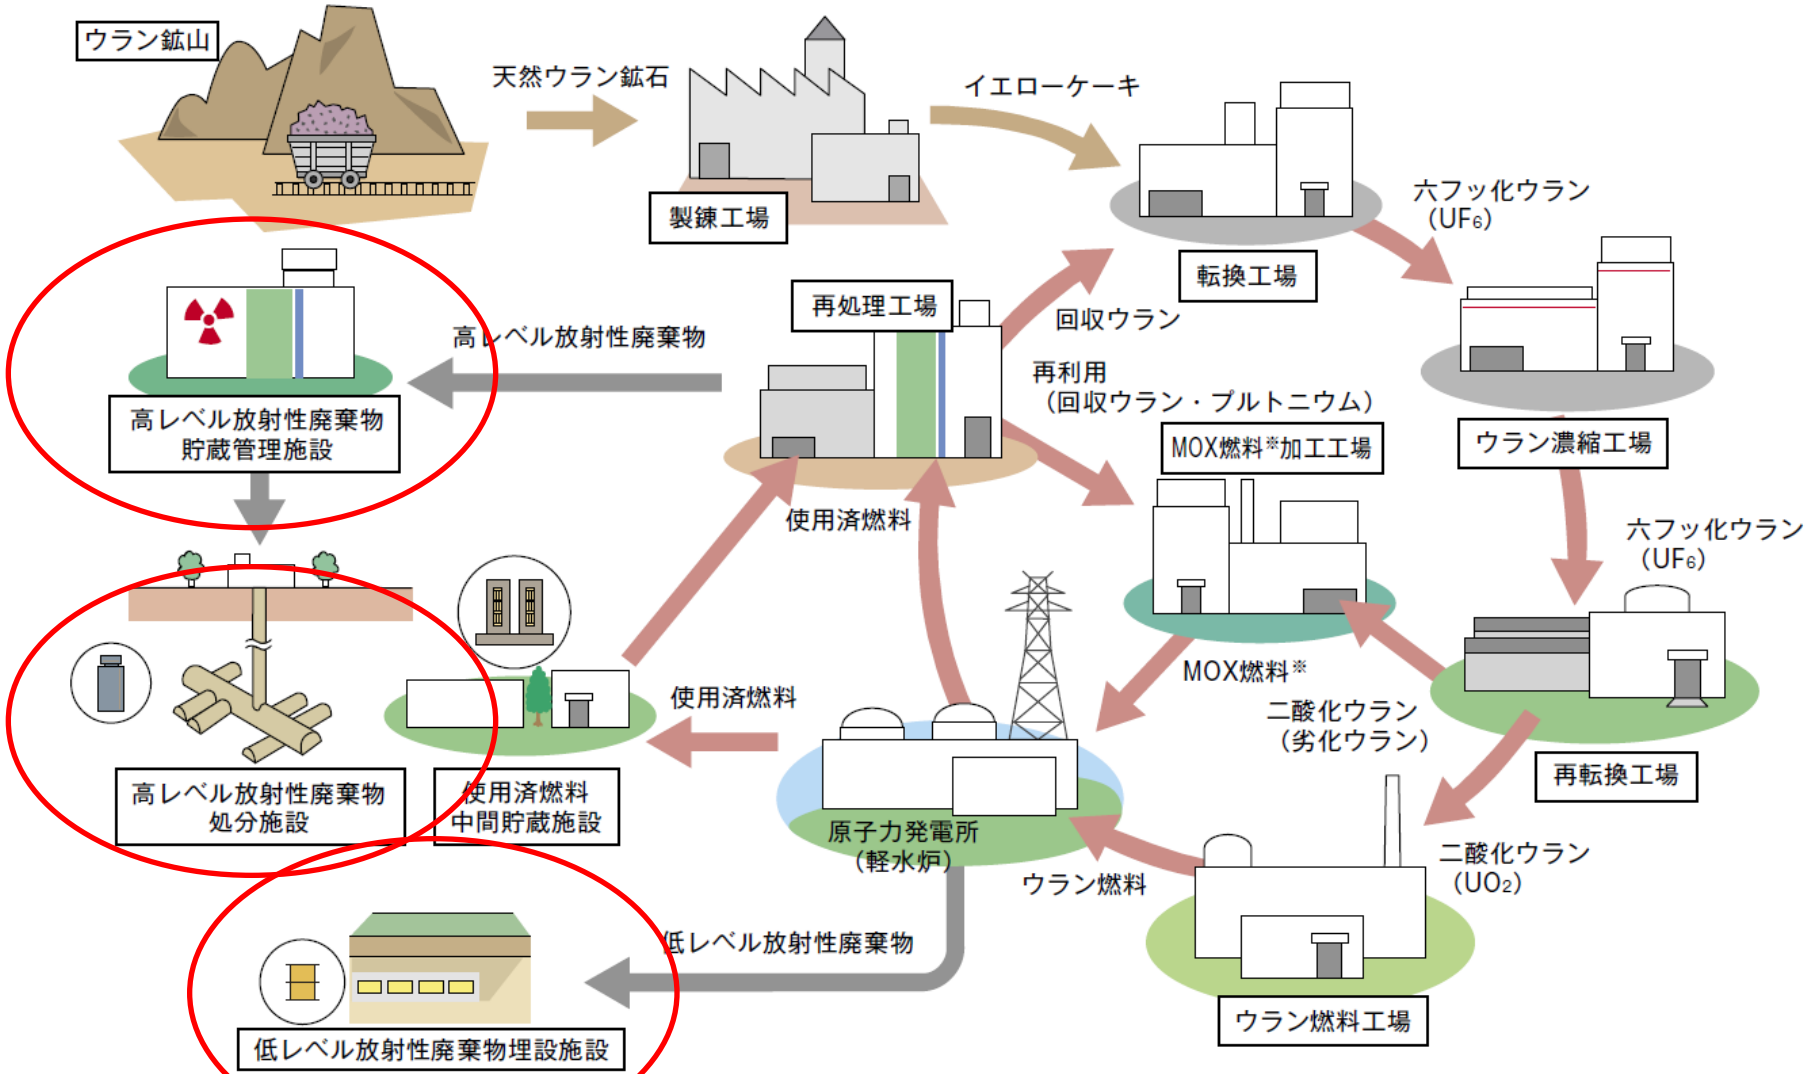 ウラン鉱山
天然ウラン鉱石
製錬工場
イエローケーキ
転換工場
六フッ化ウラン
（UF₆）
ウラン濃縮工場
再処理工場
回収ウラン
再利用
（回収ウラン・プルトニウム）
MOX燃料※加工工場
高レベル放射性廃棄物
高レベル放射性廃棄物
貯蔵管理施設
使用済燃料
六フッ化ウラン
（UF₆）
再転換工場
MOX燃料※
二酸化ウラン
（劣化ウラン）
使用済燃料
高レベル放射性廃棄物
処分施設
使用済燃料
中間貯蔵施設
原子力発電所
（軽水炉）
ウラン燃料
二酸化ウラン
（UO₂）
ウラン燃料工場
低レベル放射性廃棄物
低レベル放射性廃棄物埋設施設